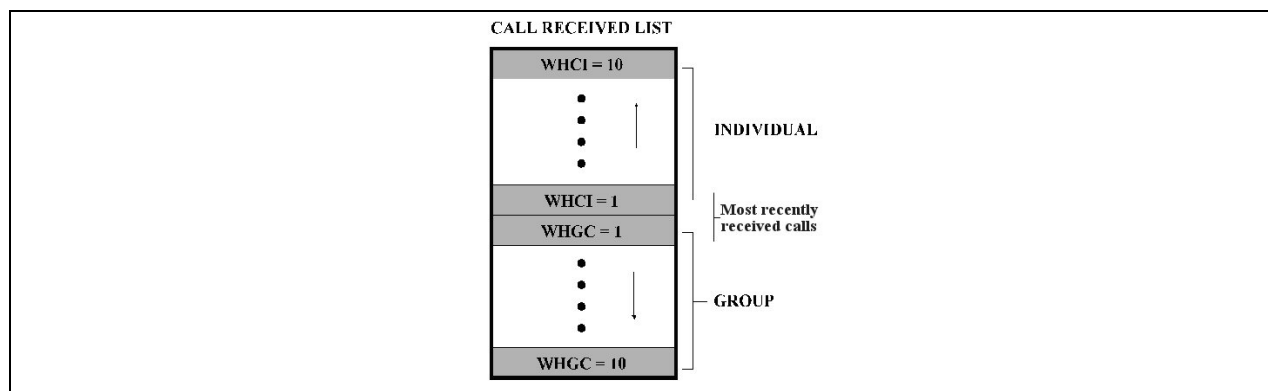 CALL RECEIVED LIST
WHCI = 10
INDIVIDUAL
WHCI = 1
Most recently
received calls
WHGC = 1
GROUP
WHGC = 10